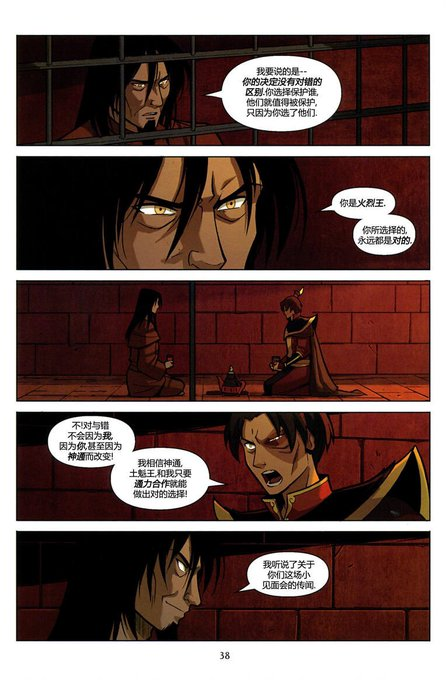 我要说的是--
你的决定没有对错的
区别.你选择保护谁,
他们就值得被保护,
只因为你选了他们.
你是火烈王.
你所选择的,
永远都是对的.
不!对与错
不会因为我,
因为你,甚至因为
神通而改变!
我相信神通,
土魁王,和我只要
通力合作就能
做出对的选择!
我听说了关于
你们这场小
见面会的传闻.
38